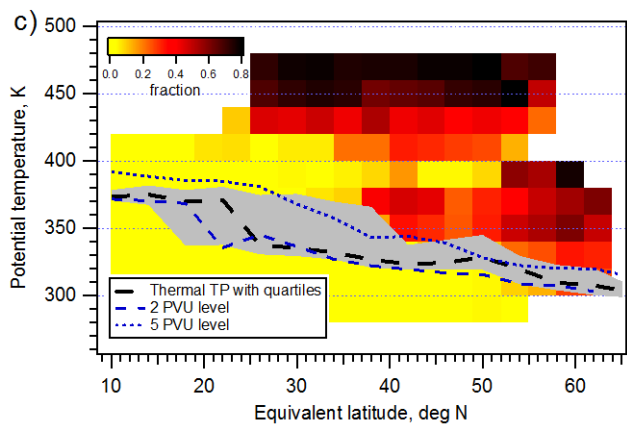 c)
0.0 0.2 0.4 0.6 0.8
fraction
Potential temperature, K
500
450
400
350
300
Thermal TP with quartiles
2 PVU level
5 PVU level
10 20 30 40 50 60
Equivalent latitude, deg N